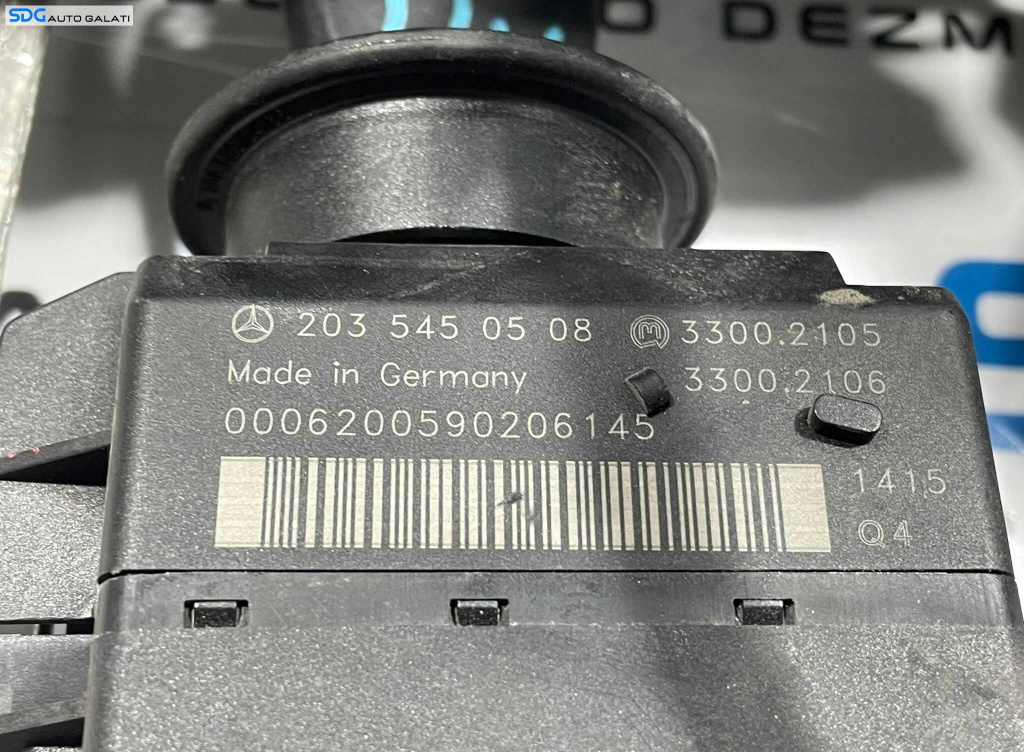 SDG AUTO GALATI
DEZM
203 545 05 08 3300.2105
Made in Germany 3300.2106
0006200590206145
1415
Q4